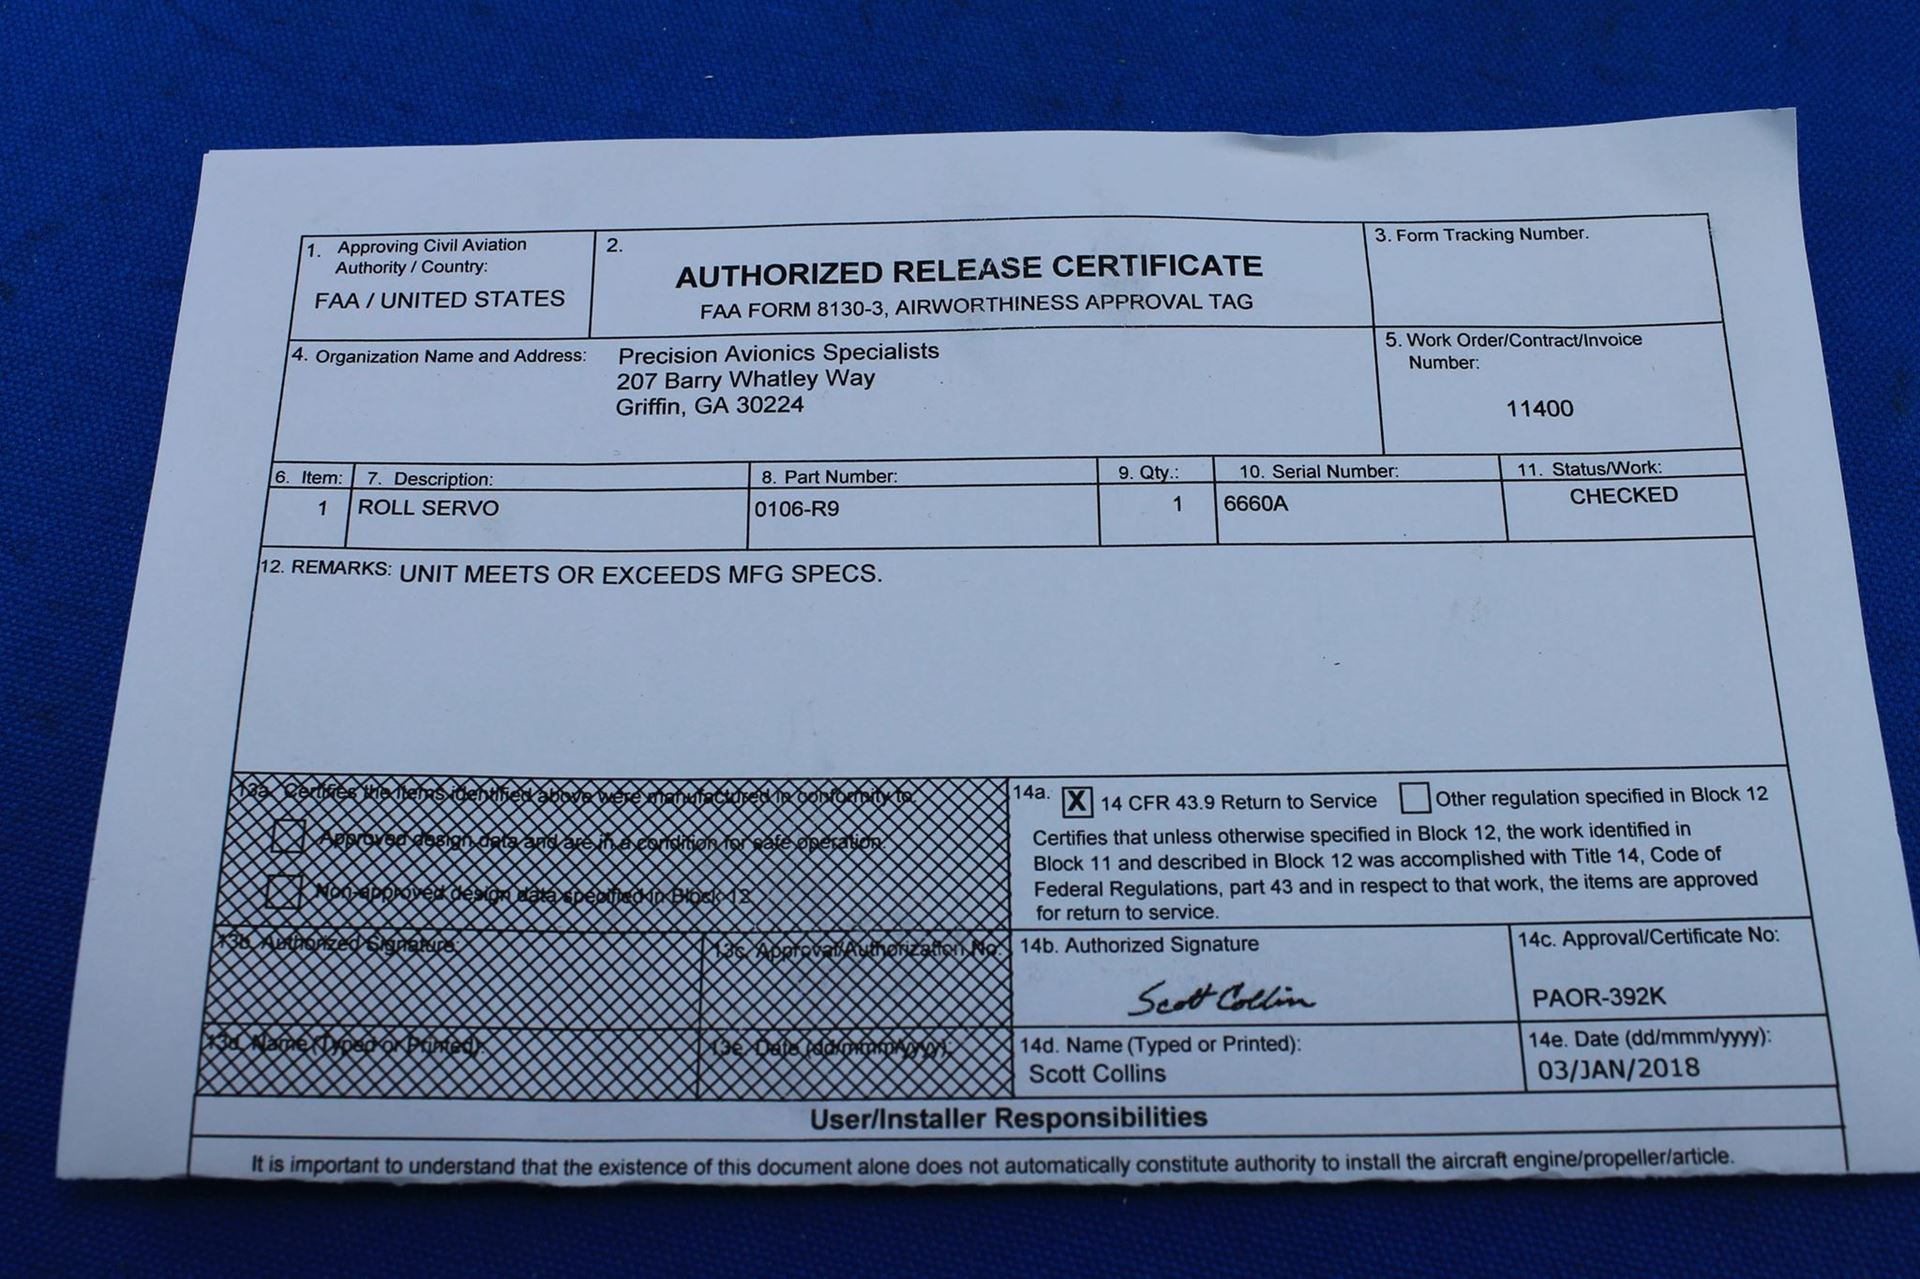 1. Approving Civil Aviation
Authority / Country:
FAA / UNITED STATES
2.
AUTHORIZED RELEASE CERTIFICATE
FAA FORM 8130-3, AIRWORTHINESS APPROVAL TAG
3. Form Tracking Number.
4. Organization Name and Address:
Precision Avionics Specialists
207 Barry Whatley Way
Griffin, GA 30224
5. Work Order/Contract/Invoice
Number:
11400
6. Item: 7. Description: 8. Part Number: 9. Qty.: 10. Serial Number: 11. Status/Work:
1 ROLL SERVO 0106-R9 1 6660A CHECKED
12. REMARKS: UNIT MEETS OR EXCEEDS MFG SPECS.
13a. Certifies the items identified above were manufactured in conformity to:
Approved design data and are in a condition for safe operation.
Non-approved design data specified in Block 12.
14a. X 14 CFR 43.9 Return to Service Other regulation specified in Block 12
Certifies that unless otherwise specified in Block 12, the work identified in
Block 11 and described in Block 12 was accomplished with Title 14, Code of
Federal Regulations, part 43 and in respect to that work, the items are approved
for return to service.
13b. Authorized Signature: 13c. Approval/Authorization No.
14b. Authorized Signature
Scott Collin
14c. Approval/Certificate No:
PAOR-392K
13d. Name (Typed or Printed): 13e. Date (dd/mmm/yyyy):
14d. Name (Typed or Printed):
Scott Collins
14e. Date (dd/mmm/yyyy):
03/JAN/2018
User/Installer Responsibilities
It is important to understand that the existence of this document alone does not automatically constitute authority to install the aircraft engine/propeller/article.